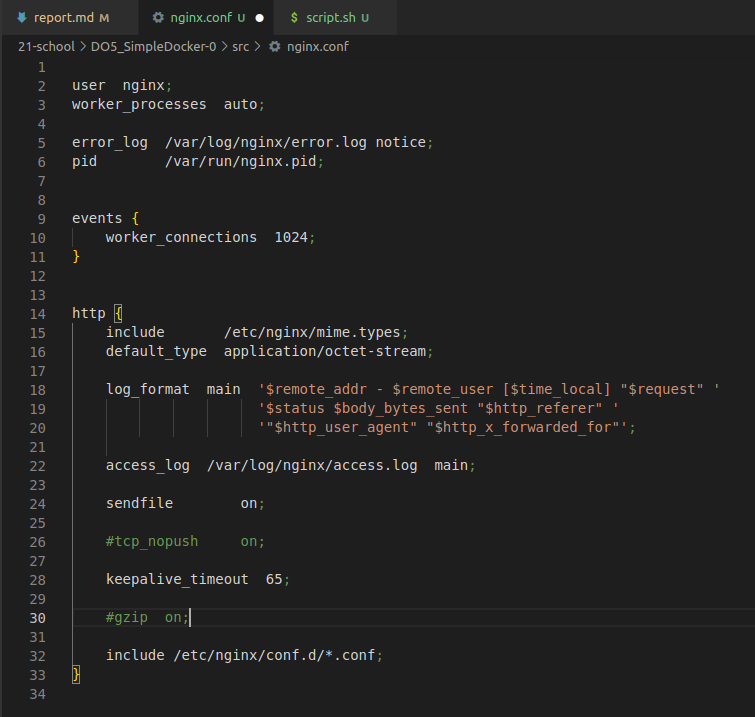 report.md M
nginx.conf U
$ script.sh U
21-school > DO5_SimpleDocker-0 > src > nginx.conf
1
2 user  nginx;
3 worker_processes  auto;
4
5 error_log  /var/log/nginx/error.log notice;
6 pid        /var/run/nginx.pid;
7
8
9 events {
10     worker_connections  1024;
11 }
12
13
14 http {
15     include       /etc/nginx/mime.types;
16     default_type  application/octet-stream;
17
18     log_format  main  '$remote_addr - $remote_user [$time_local] "$request" '
19                       '$status $body_bytes_sent "$http_referer" '
20                       '"$http_user_agent" "$http_x_forwarded_for"';
21
22     access_log  /var/log/nginx/access.log  main;
23
24     sendfile        on;
25
26     #tcp_nopush     on;
27
28     keepalive_timeout  65;
29
30     #gzip  on;
31
32     include /etc/nginx/conf.d/*.conf;
33 }
34